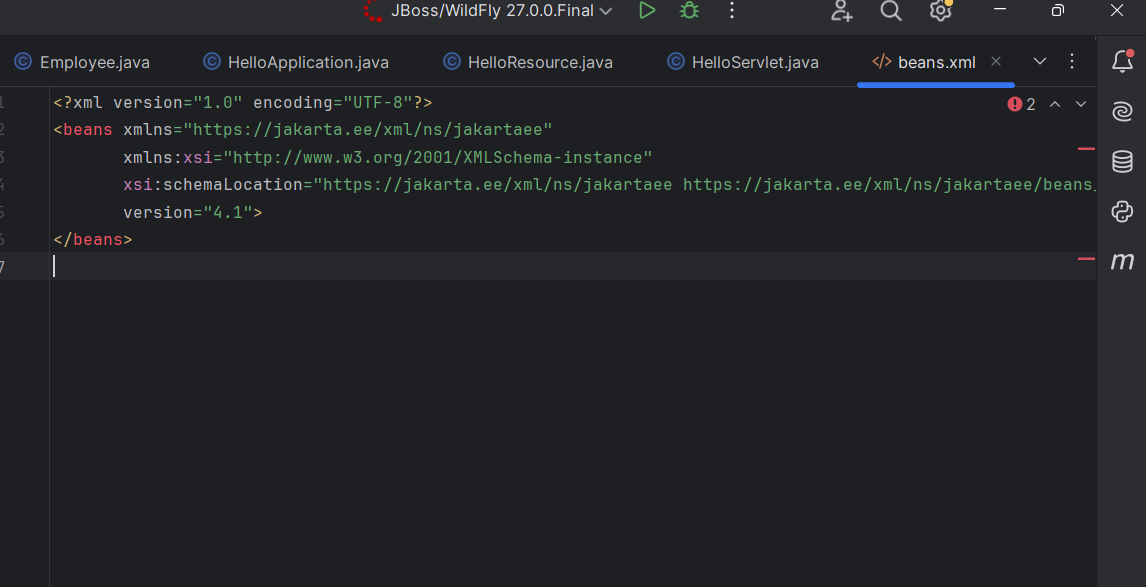 JBoss/WildFly 27.0.0.Final
Employee.java HelloApplication.java HelloResource.java HelloServlet.java </> beans.xml
1 <?xml version="1.0" encoding="UTF-8"?> 2
2 <beans xmlns="https://jakarta.ee/xml/ns/jakartaee"
3 xmlns:xsi="http://www.w3.org/2001/XMLSchema-instance"
4 xsi:schemaLocation="https://jakarta.ee/xml/ns/jakartaee https://jakarta.ee/xml/ns/jakartaee/beans_
5 version="4.1">
6 </beans>
7
m